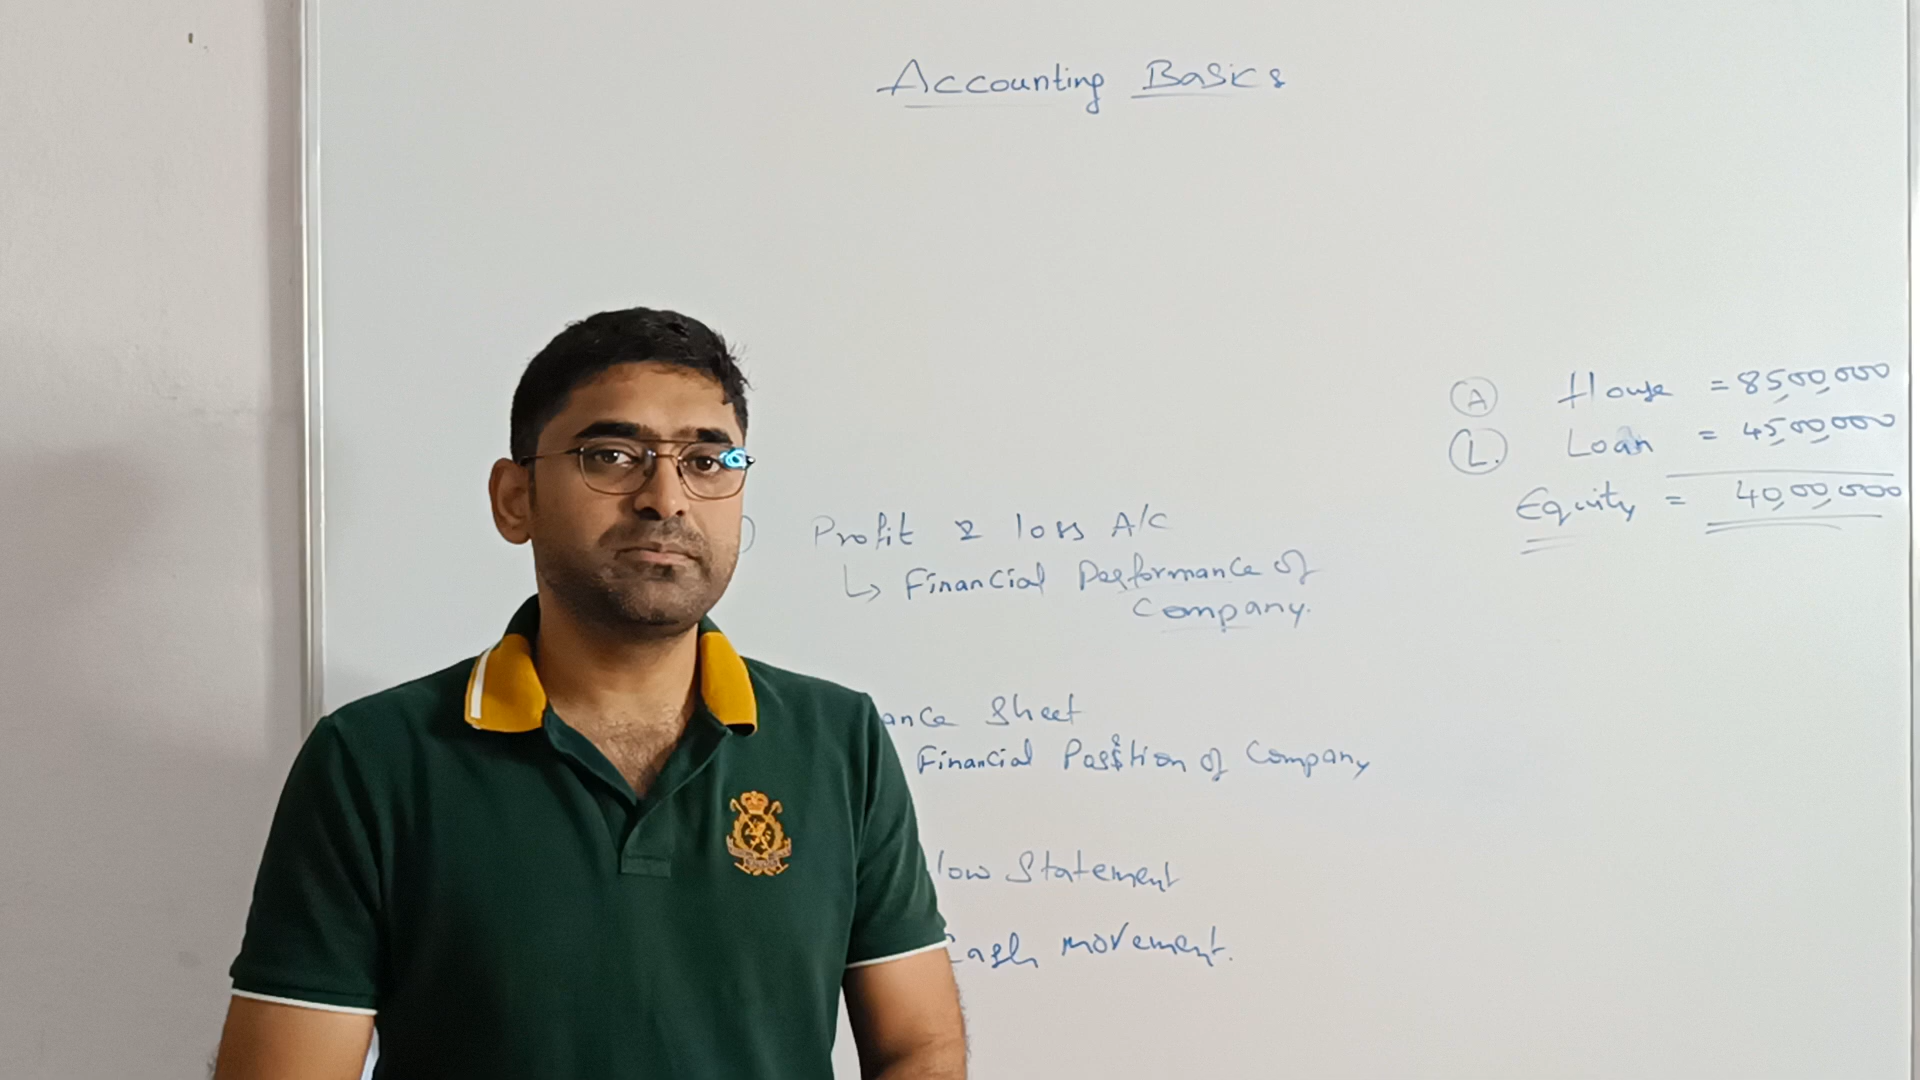 Accounting Basics
A House = 85,00,000
L. Loan = 45,00,000
Equity = 40,00,000
) Profit & loss A/C
↳ Financial Performance of
Company.
ance Sheet
Financial Position of Company
low Statement
Cash movement.